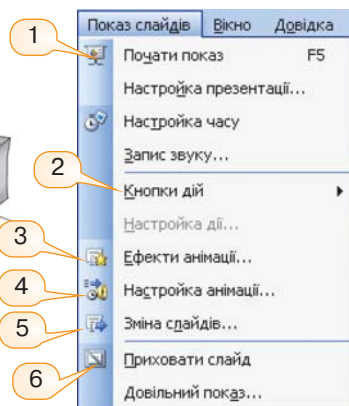 Показ слайдів Вікно Довідка
1
Почати показ F5
Настройка презентації...
Настройка часу
Запис звуку...
2
Кнопки дій
Настройка дії...
3
Ефекти анімації...
4
Настройка анімації...
5
Зміна слайдів...
6
Приховати слайд
Довільний показ...